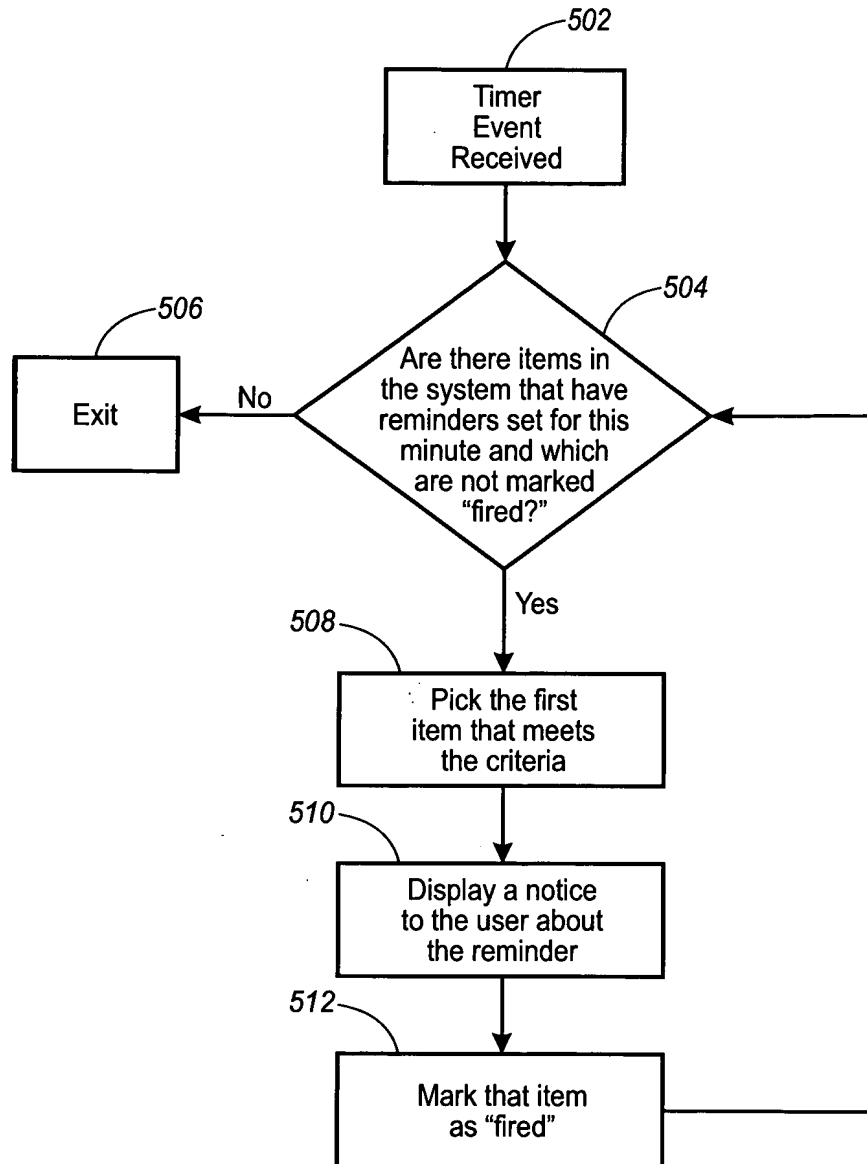 502
Timer
Event
Received
504
Are there items in
the system that have
reminders set for this
minute and which
are not marked
“fired?”
506
Exit
No
Yes
508
Pick the first
item that meets
the criteria
510
Display a notice
to the user about
the reminder
512
Mark that item
as “fired”